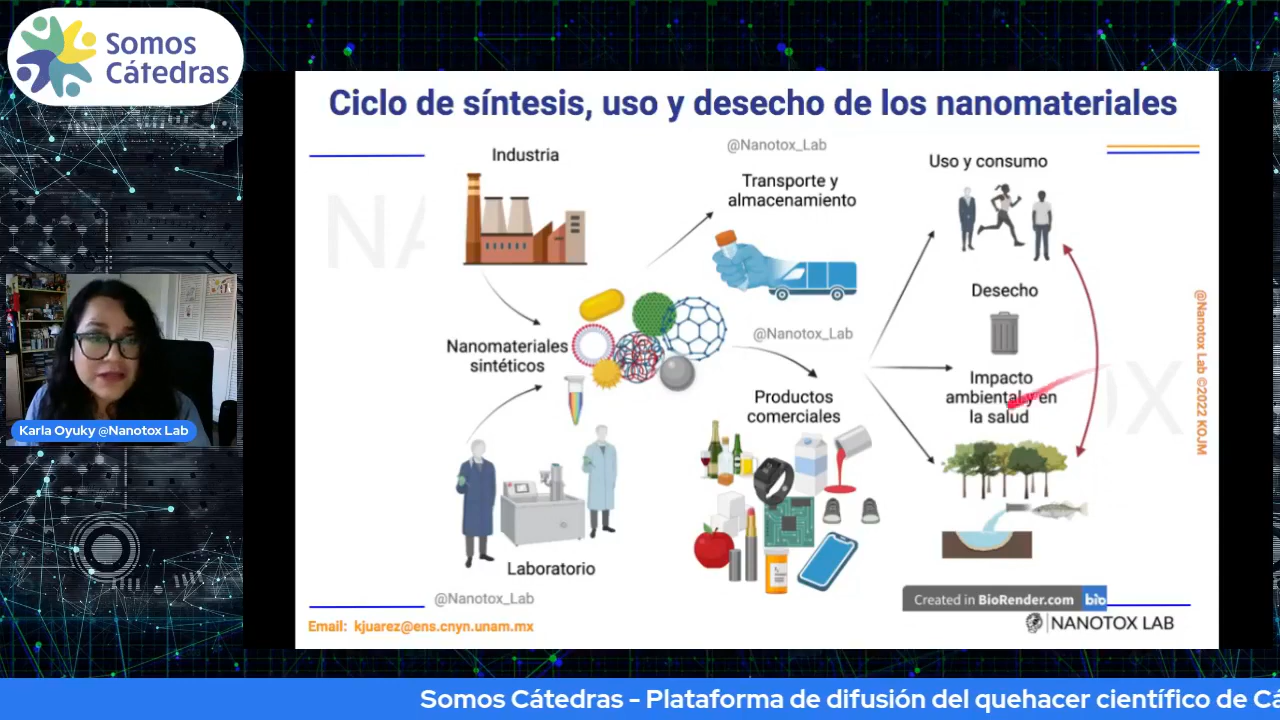 Somos
Cátedras
Ciclo de síntesis, uso y desecho de los nanomateriales
Industria
@Nanotox_Lab
Transporte y
almacenamiento
Uso y consumo
Nanomateriales
sintéticos
@Nanotox_Lab
Productos
comerciales
Desecho
Impacto
ambiental y en
la salud
Laboratorio
@Nanotox_Lab
Email: kjuarez@ens.cnyn.unam.mx
Created in BioRender.com bio
NANOTOX LAB
@Nanotox Lab ©2022 KOJM
Karla Oyuky @Nanotox Lab
Somos Cátedras - Plataforma de difusión del quehacer científico de Cá